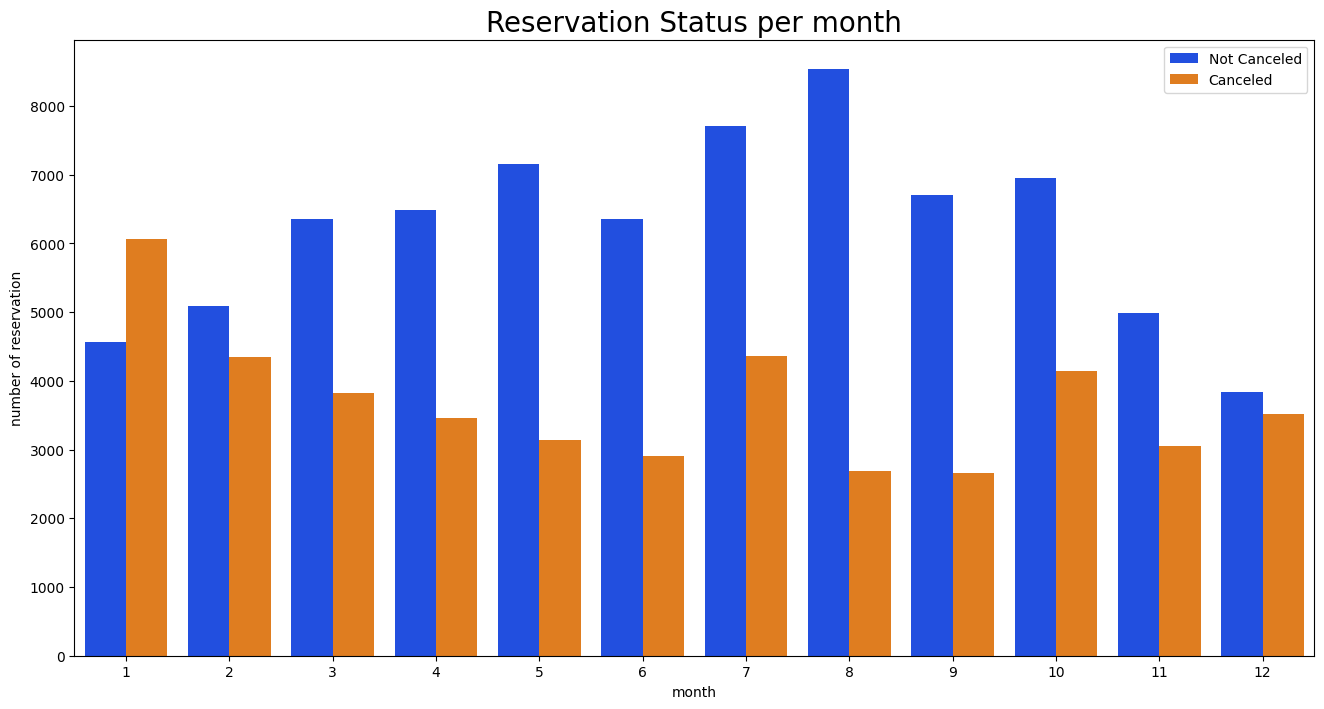 Reservation Status per month
Not Canceled
Canceled
number of reservation
8000
7000
6000
5000
4000
3000
2000
1000
0
1 2 3 4 5 6 7 8 9 10 11 12
month